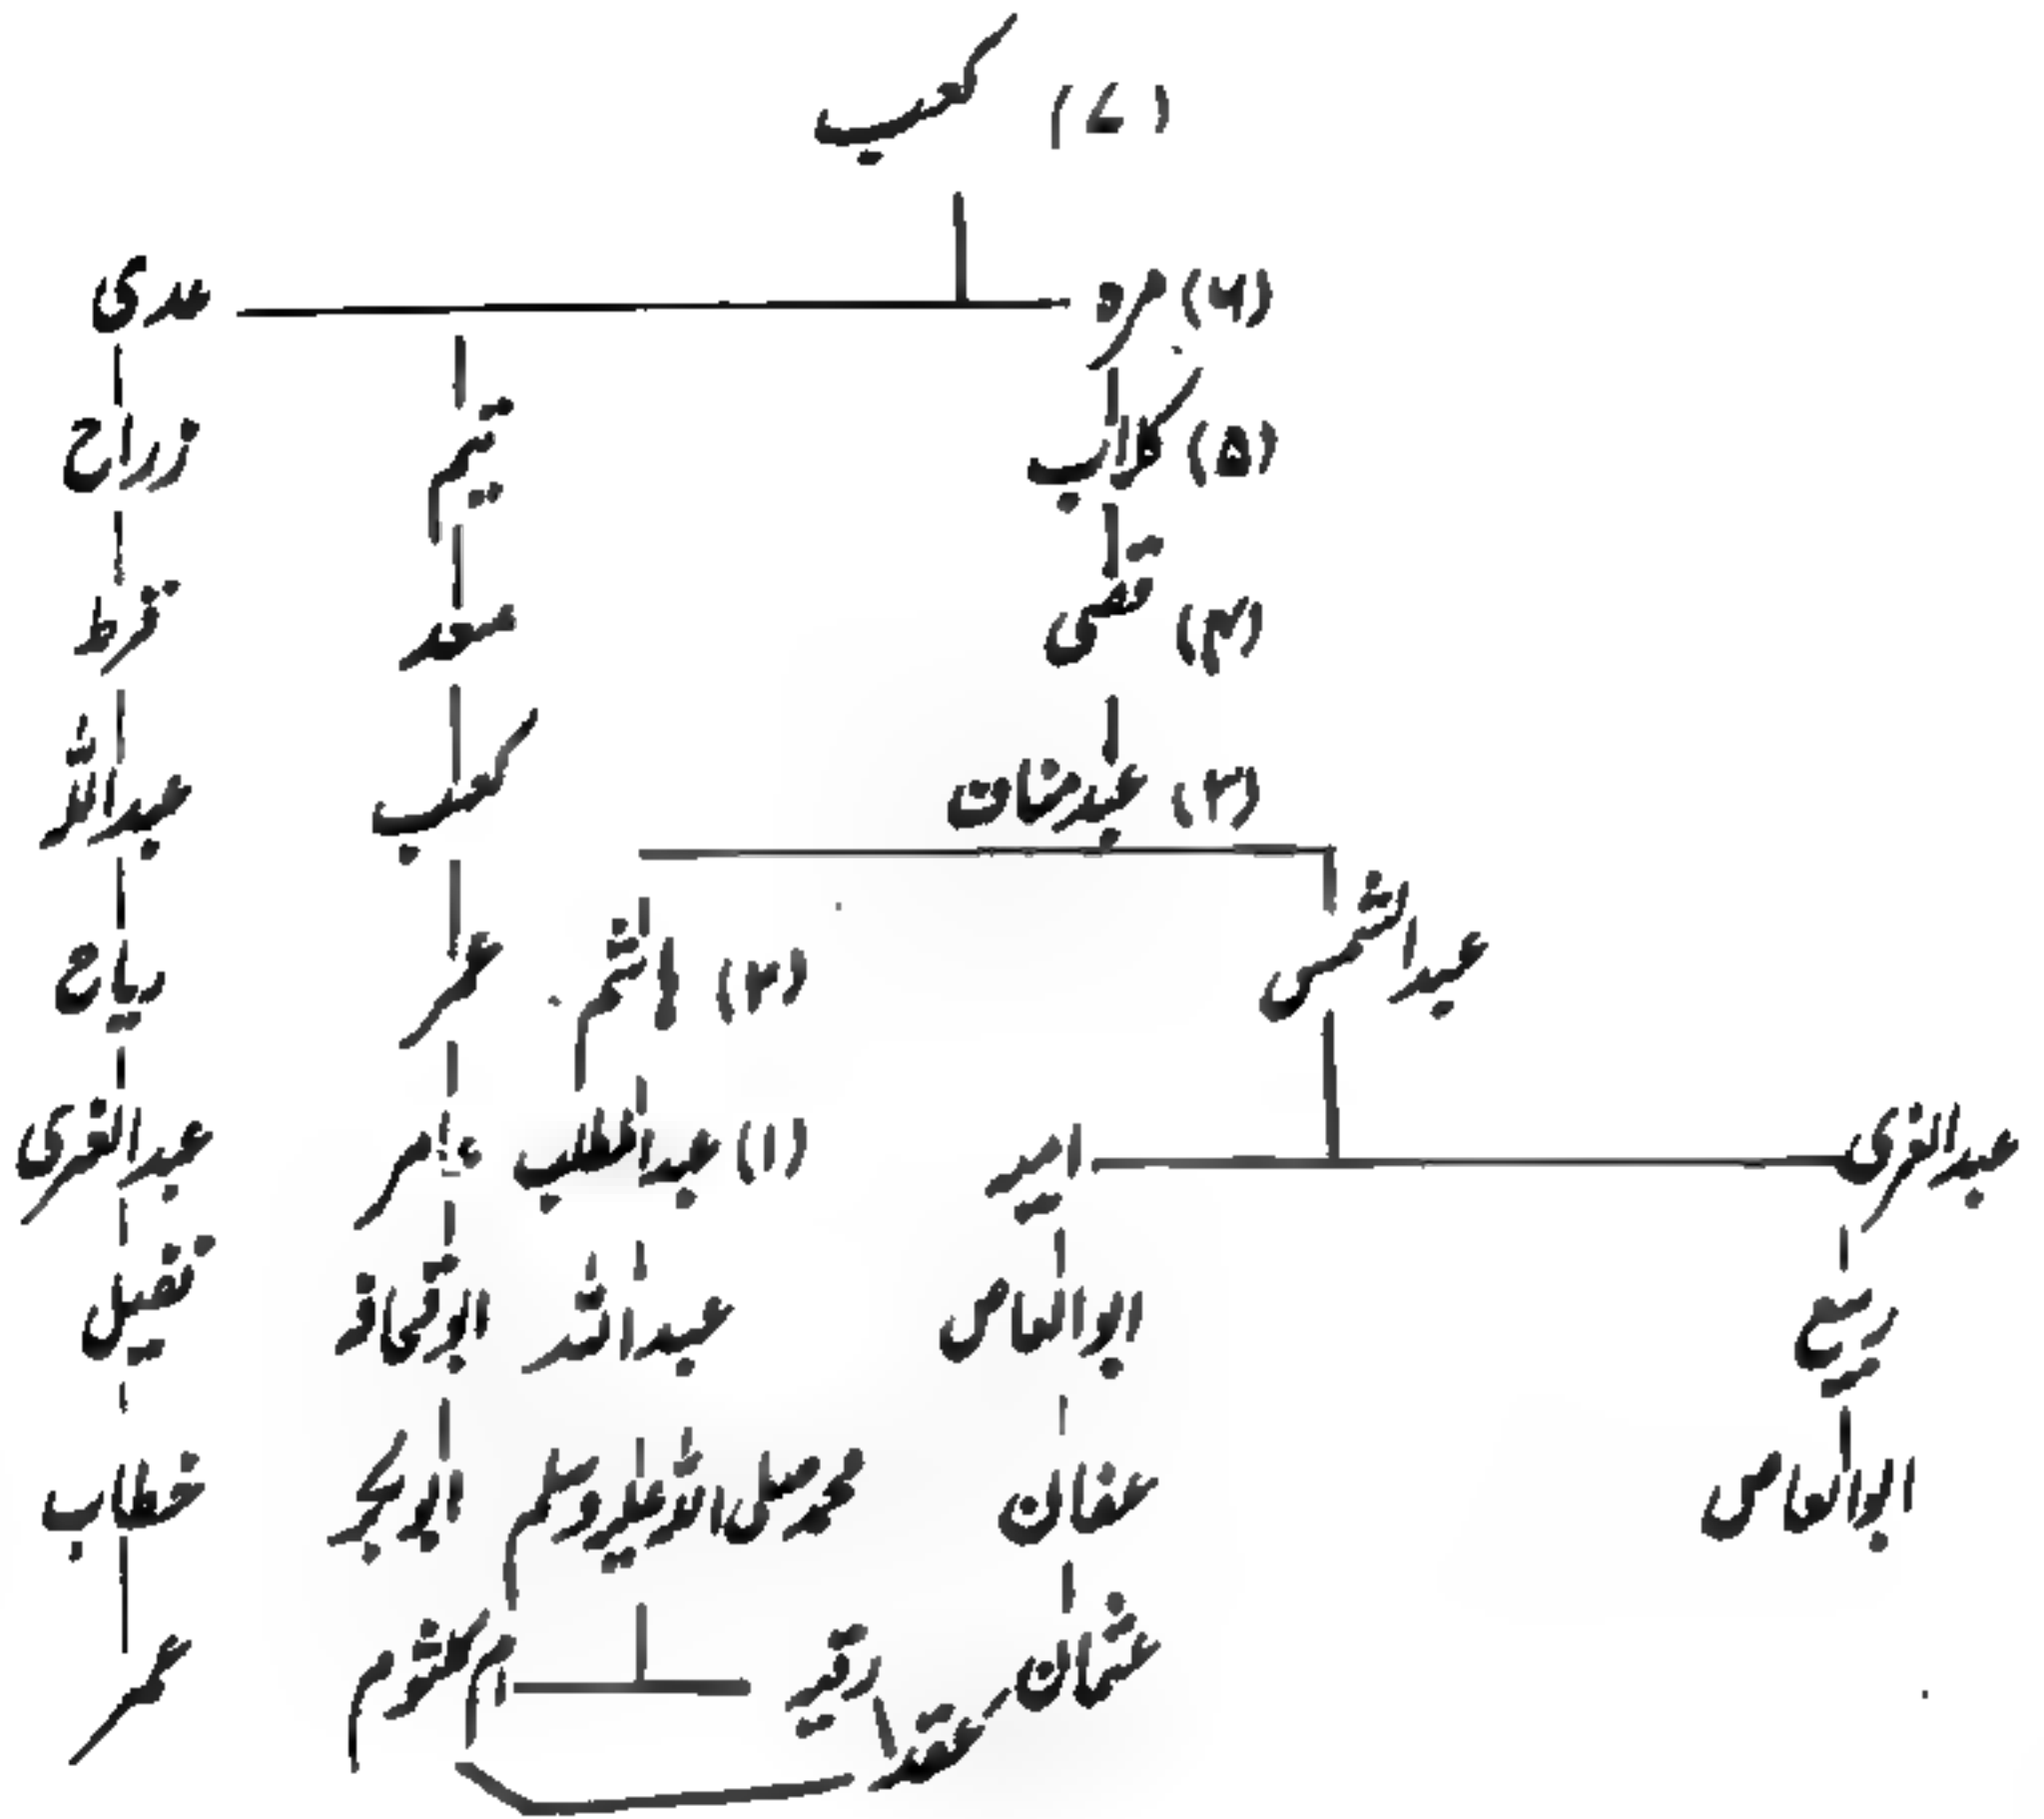 (۷) کعب
(۶) مرہ
عدی
(۵) کلاب
تیم
زراح
(۴) قصی
سعد
قرط
(۳) عبدمناف
کعب
عبداللہ
عبدالشمس
(۲) ہاشم
عمر
ریاح
عبدالعزی
امیہ
(۱) عبدالمطلب
عامر
عبدالعزی
ربیع
ابوالعاص
عبداللہ
ابوقحافہ
نفیل
ابوالعاص
عفان
محمد صلی اللہ علیہ وسلم
ابوبکر
خطاب
عثمان
رقیہ
ام کلثوم
عمر
عقد